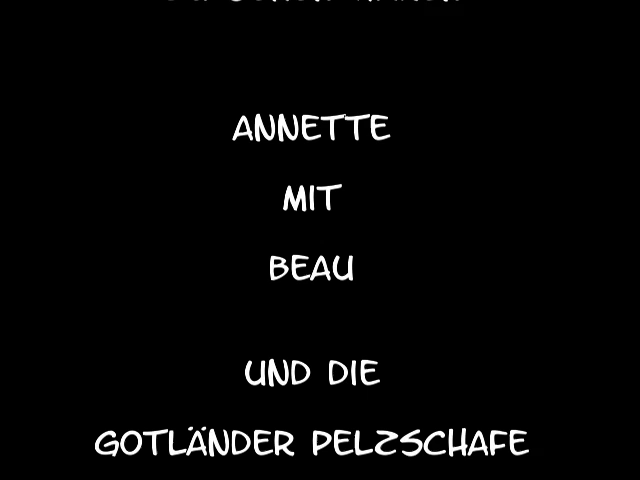 ANNETTE
MIT
BEAU
UND DIE
GOTLÄNDER PELZSCHAFE